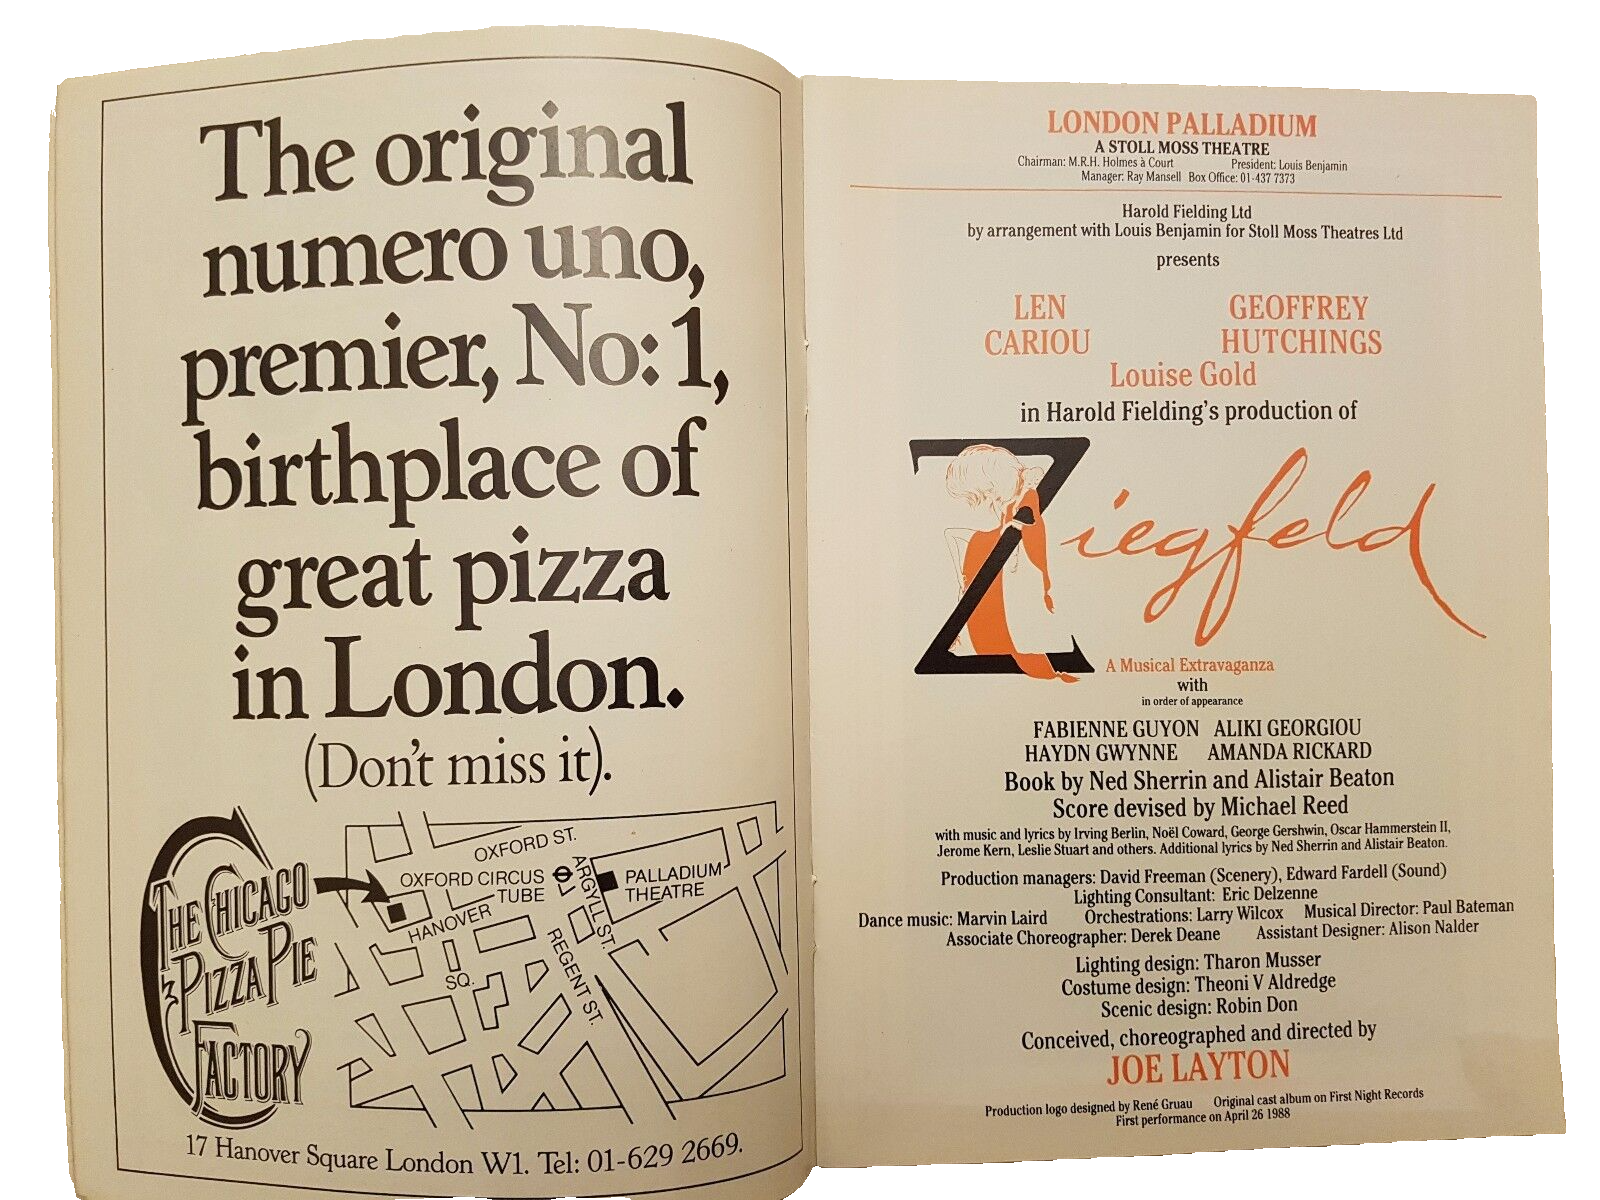 The original
numero uno,
premier, No: 1,
birthplace of
great pizza
in London.
(Don't miss it).
THE CHICAGO
PIZZA PIE
FACTORY
OXFORD ST.
OXFORD CIRCUS
TUBE
ARGYLL ST.
PALLADIUM
THEATRE
HANOVER
SQ.
REGENT ST.
17 Hanover Square London W1. Tel: 01-629 2669.
LONDON PALLADIUM
A STOLL MOSS THEATRE
Chairman: M.R.H. Holmes à Court President: Louis Benjamin
Manager: Ray Mansell Box Office: 01-437 7373
Harold Fielding Ltd
by arrangement with Louis Benjamin for Stoll Moss Theatres Ltd
presents
LEN GEOFFREY
CARIOU HUTCHINGS
Louise Gold
in Harold Fielding's production of
Ziegfeld
A Musical Extravaganza
with
in order of appearance
FABIENNE GUYON ALIKI GEORGIOU
HAYDN GWYNNE AMANDA RICKARD
Book by Ned Sherrin and Alistair Beaton
Score devised by Michael Reed
with music and lyrics by Irving Berlin, Noël Coward, George Gershwin, Oscar Hammerstein II,
Jerome Kern, Leslie Stuart and others. Additional lyrics by Ned Sherrin and Alistair Beaton.
Production managers: David Freeman (Scenery), Edward Fardell (Sound)
Lighting Consultant: Eric Delzenne
Dance music: Marvin Laird Orchestrations: Larry Wilcox Musical Director: Paul Bateman
Associate Choreographer: Derek Deane Assistant Designer: Alison Nalder
Lighting design: Tharon Musser
Costume design: Theoni V Aldredge
Scenic design: Robin Don
Conceived, choreographed and directed by
JOE LAYTON
Production logo designed by René Gruau Original cast album on First Night Records
First performance on April 26 1988